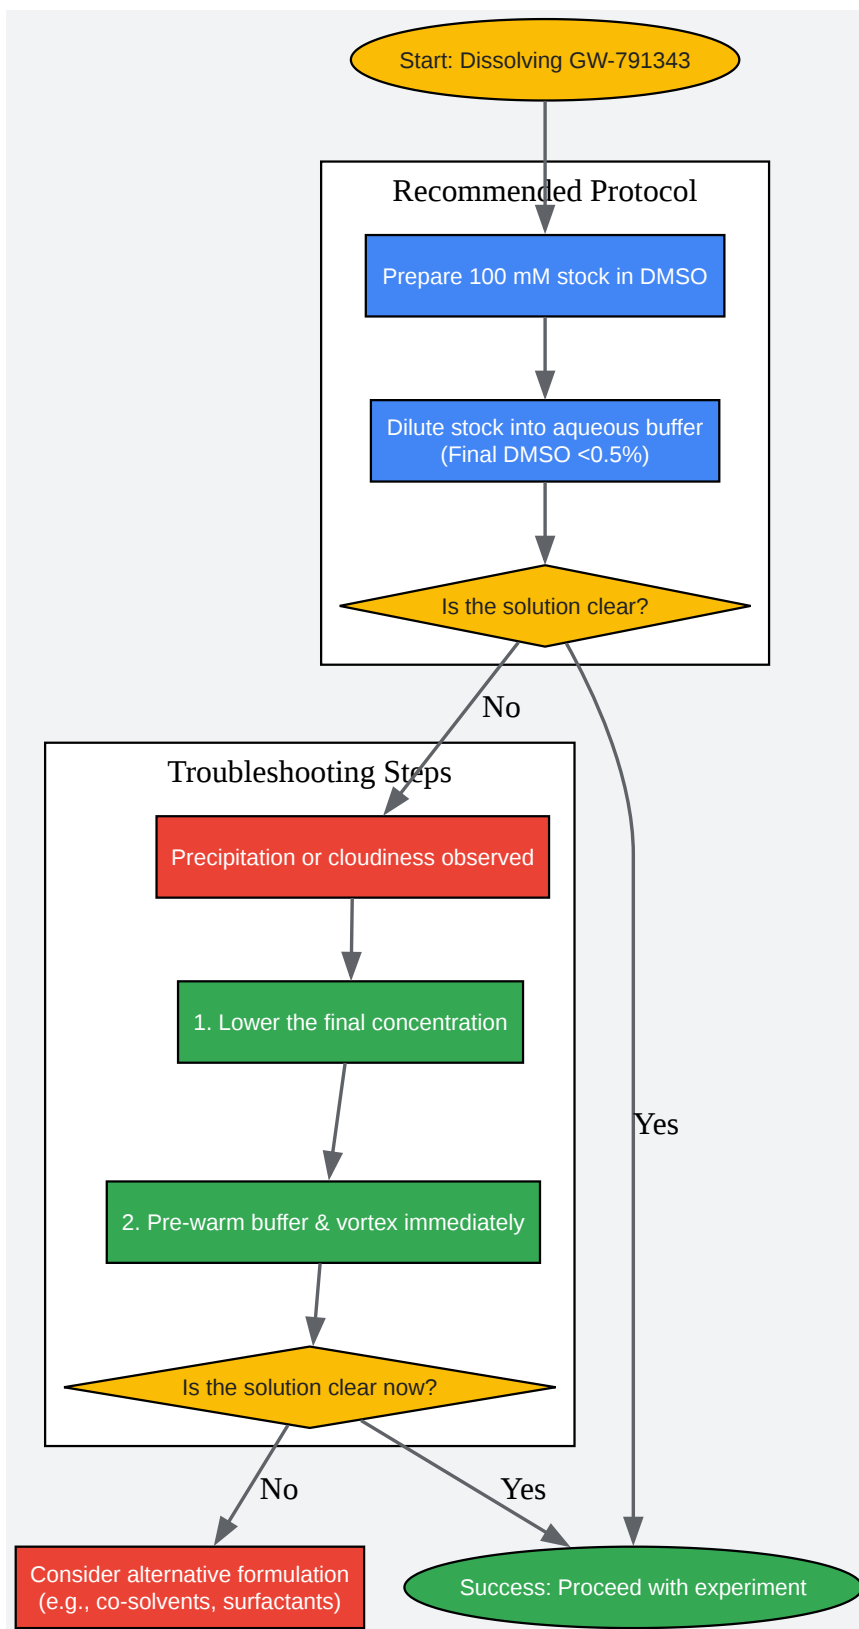 Start: Dissolving GW-791343
Recommended Protocol
Prepare 100 mM stock in DMSO
Dilute stock into aqueous buffer
(Final DMSO <0.5%)
Is the solution clear?
No
Troubleshooting Steps
Precipitation or cloudiness observed
1. Lower the final concentration
Yes
2. Pre-warm buffer & vortex immediately
Is the solution clear now?
No
Yes
Consider alternative formulation
(e.g., co-solvents, surfactants)
Success: Proceed with experiment